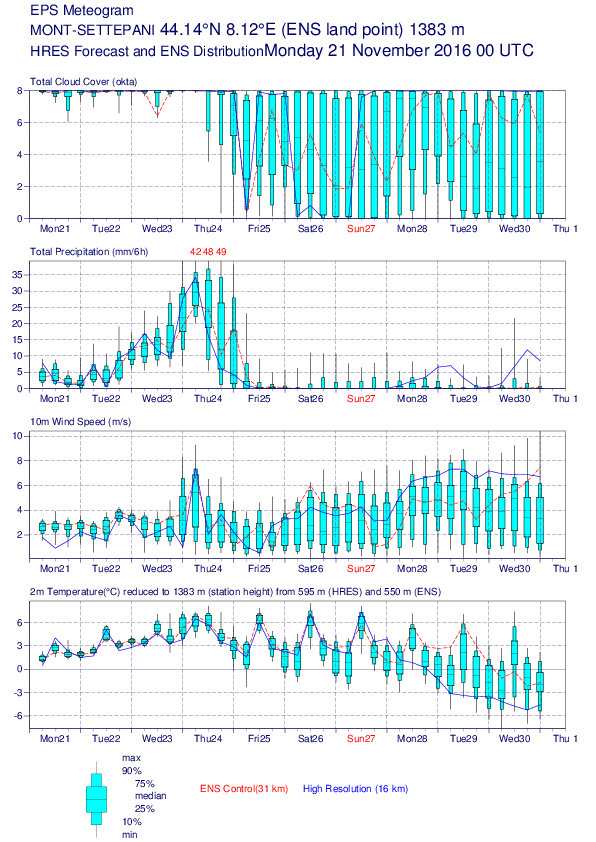 EPS Meteogram
MONT-SETTEPANI 44.14°N 8.12°E (ENS land point) 1383 m
HRES Forecast and ENS Distribution Monday 21 November 2016 00 UTC
Total Cloud Cover (okta)
8
6
4
2
0
Mon21 Tue22 Wed23 Thu24 Fri25 Sat26 Sun27 Mon28 Tue29 Wed30 Thu 1
Total Precipitation (mm/6h)
42 48 49
35
30
25
20
15
10
5
0
Mon21 Tue22 Wed23 Thu24 Fri25 Sat26 Sun27 Mon28 Tue29 Wed30 Thu 1
10m Wind Speed (m/s)
10
8
6
4
2
Mon21 Tue22 Wed23 Thu24 Fri25 Sat26 Sun27 Mon28 Tue29 Wed30 Thu 1
2m Temperature(°C) reduced to 1383 m (station height) from 595 m (HRES) and 550 m (ENS)
6
3
0
-3
-6
Mon21 Tue22 Wed23 Thu24 Fri25 Sat26 Sun27 Mon28 Tue29 Wed30 Thu 1
max
90%
75%
median
25%
10%
min
ENS Control(31 km) High Resolution (16 km)